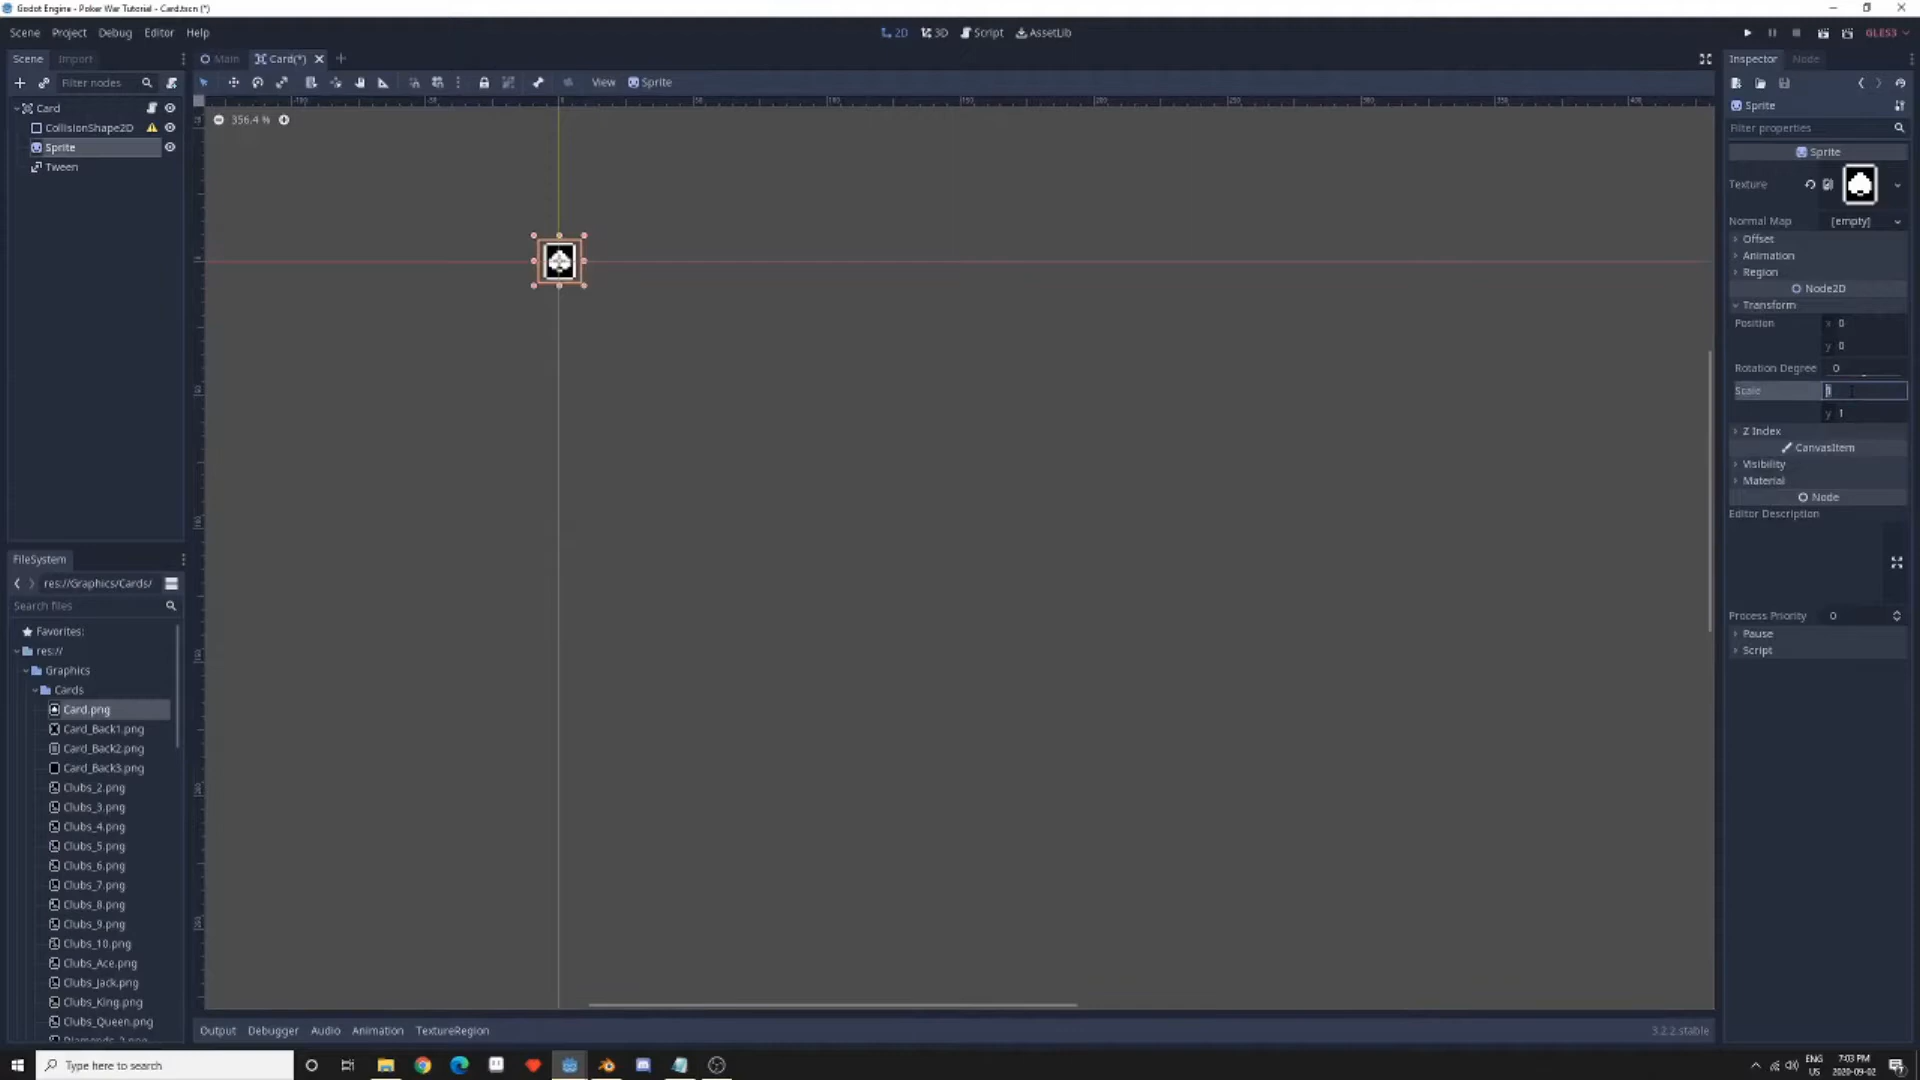 Godot Engine - Poker War Tutorial - Card.tscn (*)
Scene Project Debug Editor Help
2D 3D Script AssetLib
GLES3
Scene Import
Main Card(*)
Inspector Node
Filter nodes
View Sprite
Card
CollisionShape2D
Sprite
Tween
356.4 %
Sprite
Filter properties
Sprite
Texture
Normal Map [empty]
Offset
Animation
Region
Node2D
Transform
Position x 0
y 0
Rotation Degree 0
Scale
y 1
Z Index
CanvasItem
Visibility
Material
Node
Editor Description
Process Priority 0
Pause
Script
FileSystem
res://Graphics/Cards/
Search files
Favorites:
res://
Graphics
Cards
Card.png
Card_Back1.png
Card_Back2.png
Card_Back3.png
Clubs_2.png
Clubs_3.png
Clubs_4.png
Clubs_5.png
Clubs_6.png
Clubs_7.png
Clubs_8.png
Clubs_9.png
Clubs_10.png
Clubs_Ace.png
Clubs_Jack.png
Clubs_King.png
Clubs_Queen.png
Output Debugger Audio Animation TextureRegion
3.2.2.stable
Type here to search
ENG
US
7:03 PM
2020-09-02